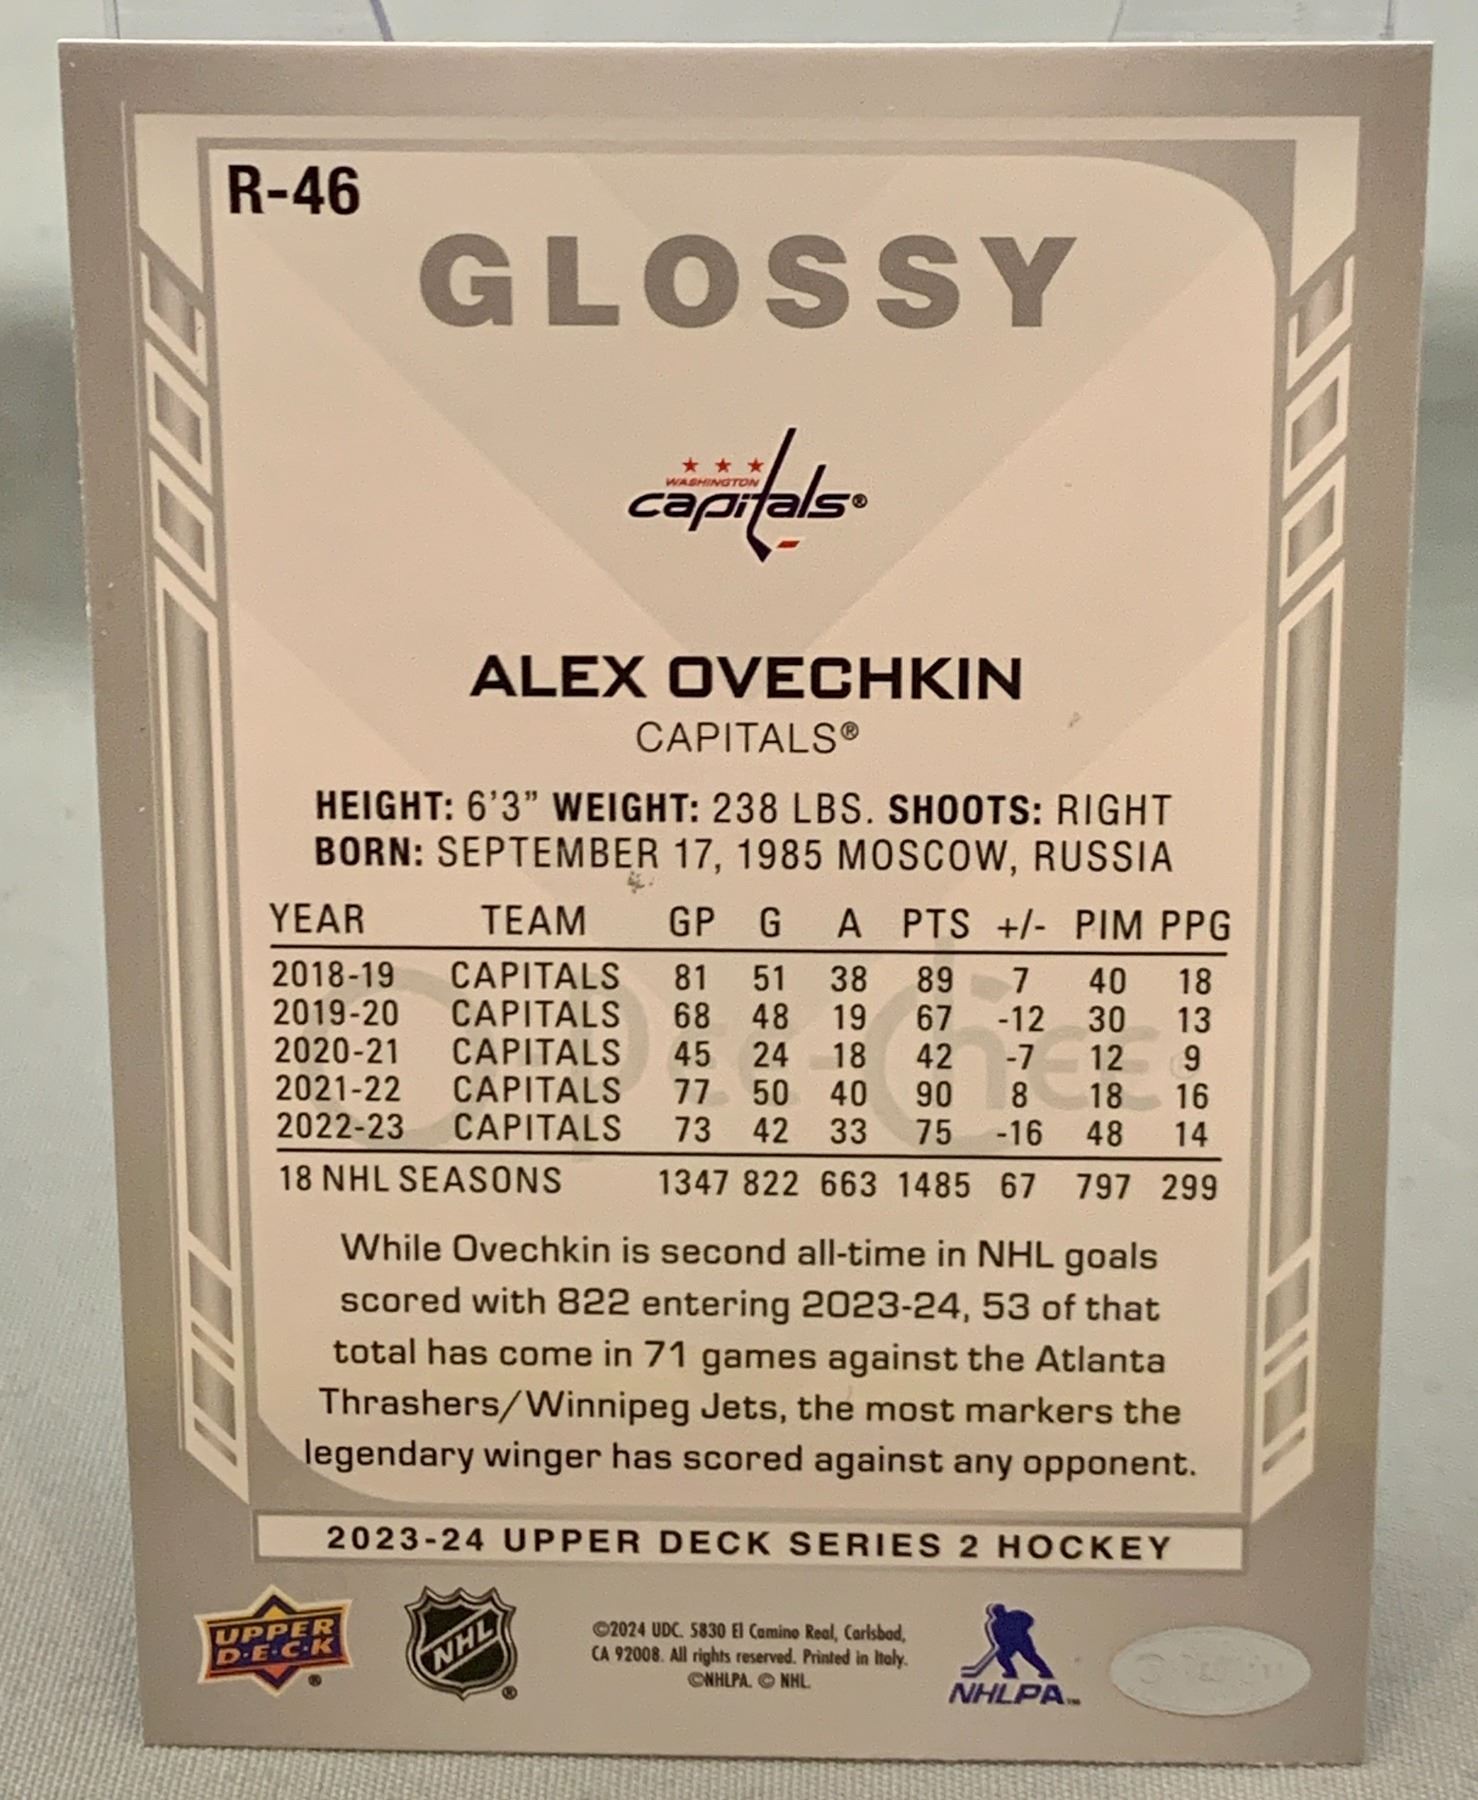 R-46
GLOSSY
WASHINGTON
capitals®
ALEX OVECHKIN
CAPITALS®
HEIGHT: 6'3" WEIGHT: 238 LBS. SHOOTS: RIGHT
BORN: SEPTEMBER 17, 1985 MOSCOW, RUSSIA
YEAR TEAM GP G A PTS +/- PIM PPG
2018-19 CAPITALS 81 51 38 89 7 40 18
2019-20 CAPITALS 68 48 19 67 -12 30 13
2020-21 CAPITALS 45 24 18 42 -7 12 9
2021-22 CAPITALS 77 50 40 90 8 18 16
2022-23 CAPITALS 73 42 33 75 -16 48 14
18 NHL SEASONS 1347 822 663 1485 67 797 299
While Ovechkin is second all-time in NHL goals
scored with 822 entering 2023-24, 53 of that
total has come in 71 games against the Atlanta
Thrashers/Winnipeg Jets, the most markers the
legendary winger has scored against any opponent.
2023-24 UPPER DECK SERIES 2 HOCKEY
UPPER
D·E·C·K
®
NHL
®
©2024 UDC. 5830 El Camino Real, Carlsbad,
CA 92008. All rights reserved. Printed in Italy.
©NHLPA. © NHL.
NHLPA™